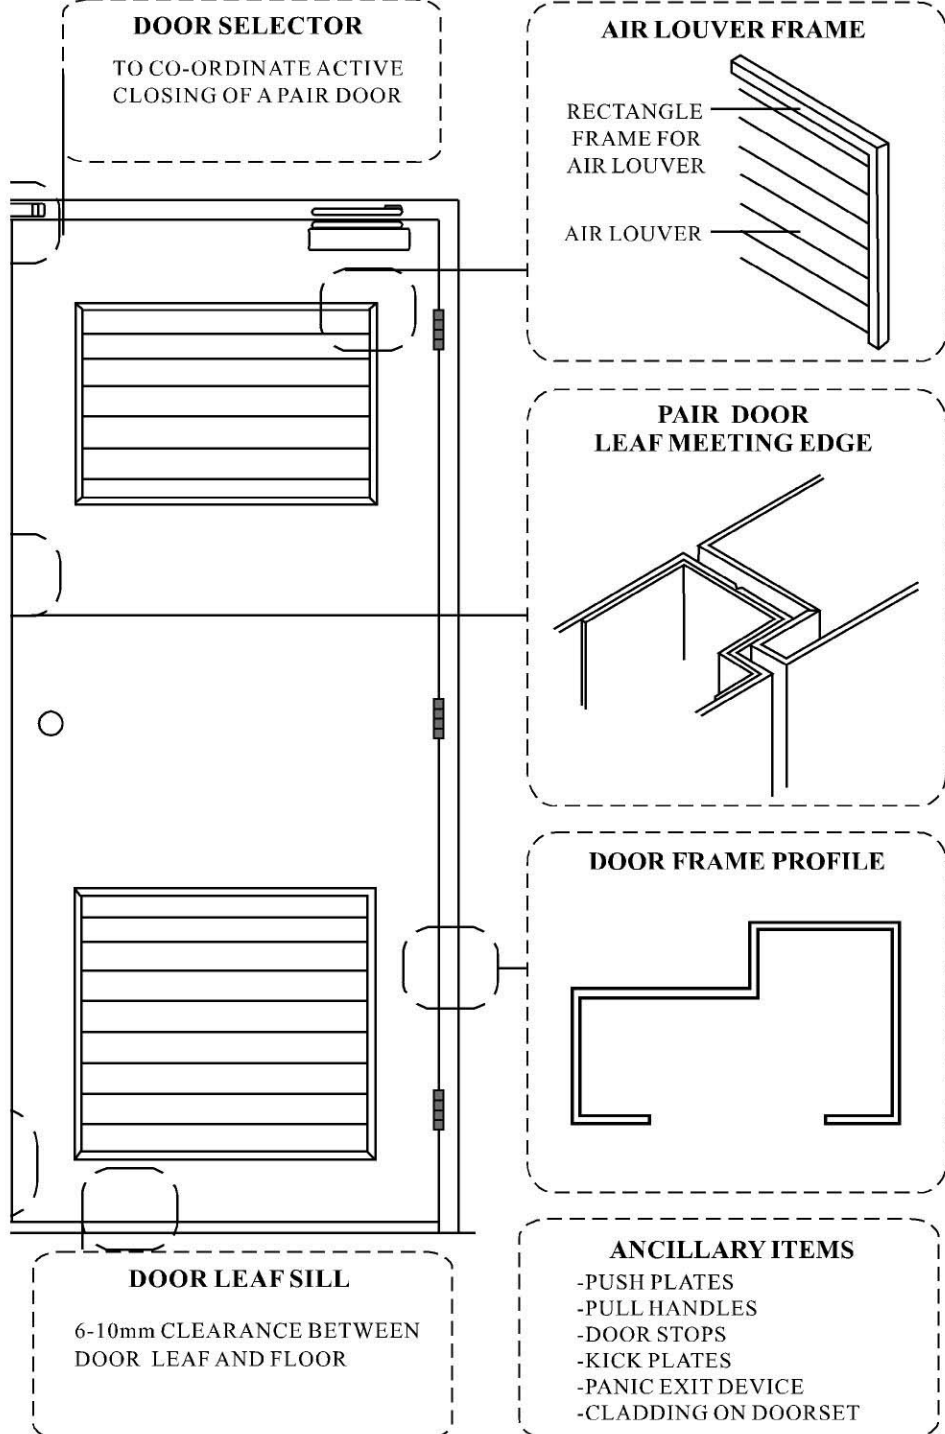 DOOR SELECTOR
TO CO-ORDINATE ACTIVE
CLOSING OF A PAIR DOOR
AIR LOUVER FRAME
RECTANGLE
FRAME FOR
AIR LOUVER
AIR LOUVER
PAIR DOOR
LEAF MEETING EDGE
DOOR FRAME PROFILE
DOOR LEAF SILL
6-10mm CLEARANCE BETWEEN
DOOR LEAF AND FLOOR
ANCILLARY ITEMS
-PUSH PLATES
-PULL HANDLES
-DOOR STOPS
-KICK PLATES
-PANIC EXIT DEVICE
-CLADDING ON DOORSET